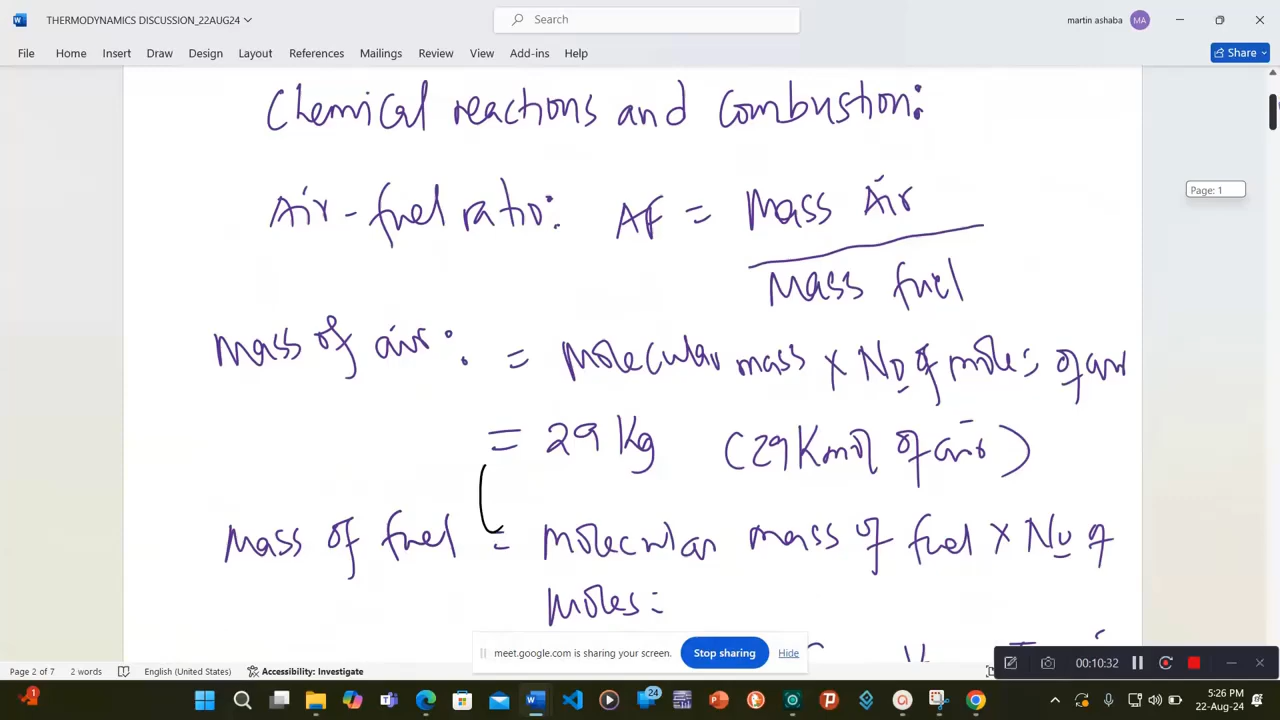 THERMODYNAMICS DISCUSSION_22AUG24
Search
martin ashaba MA
File Home Insert Draw Design Layout References Mailings Review View Add-ins Help
Share
Chemical reactions and combustion:
Air-fuel ratio: AF = Mass Air
Mass fuel
Page: 1
Mass of air: = Molecular mass x No of moles of air
= 29 Kg (29 Kmol of air)
Mass of fuel = molecular mass of fuel x No of
moles =
meet.google.com is sharing your screen. Stop sharing Hide
Page 2 of 7 2 words English (United States) Accessibility: Investigate
00:10:32
1
24
5:26 PM
22-Aug-24